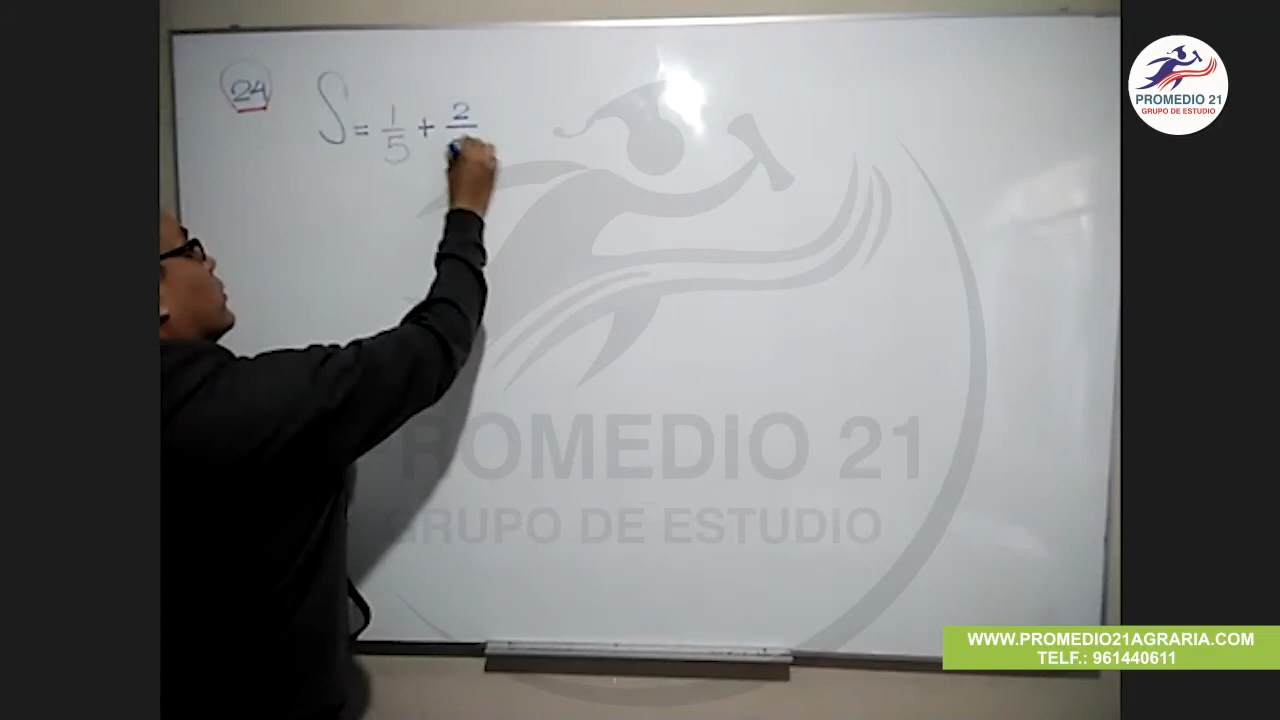 24 S = 1/5 + 2/
PROMEDIO 21
GRUPO DE ESTUDIO
PROMEDIO 21
GRUPO DE ESTUDIO
WWW.PROMEDIO21AGRARIA.COM
TELF.: 961440611